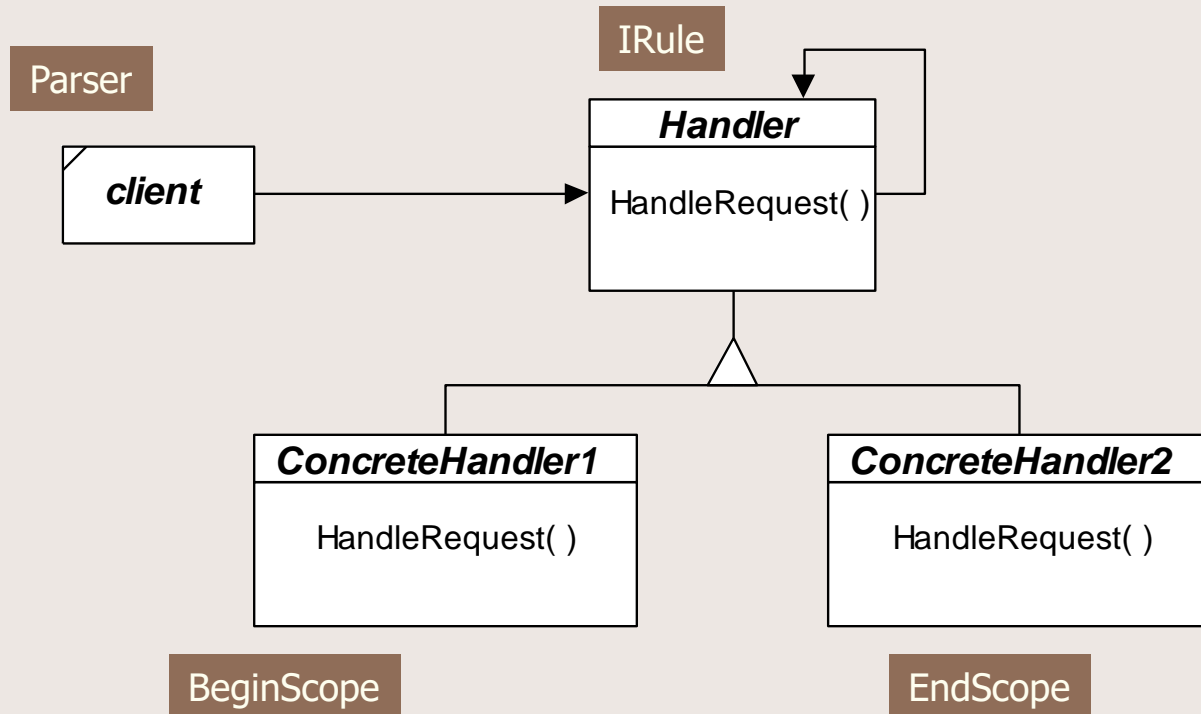 IRule
Parser
Handler
client
HandleRequest( )
ConcreteHandler1
ConcreteHandler2
HandleRequest( )
HandleRequest( )
BeginScope
EndScope